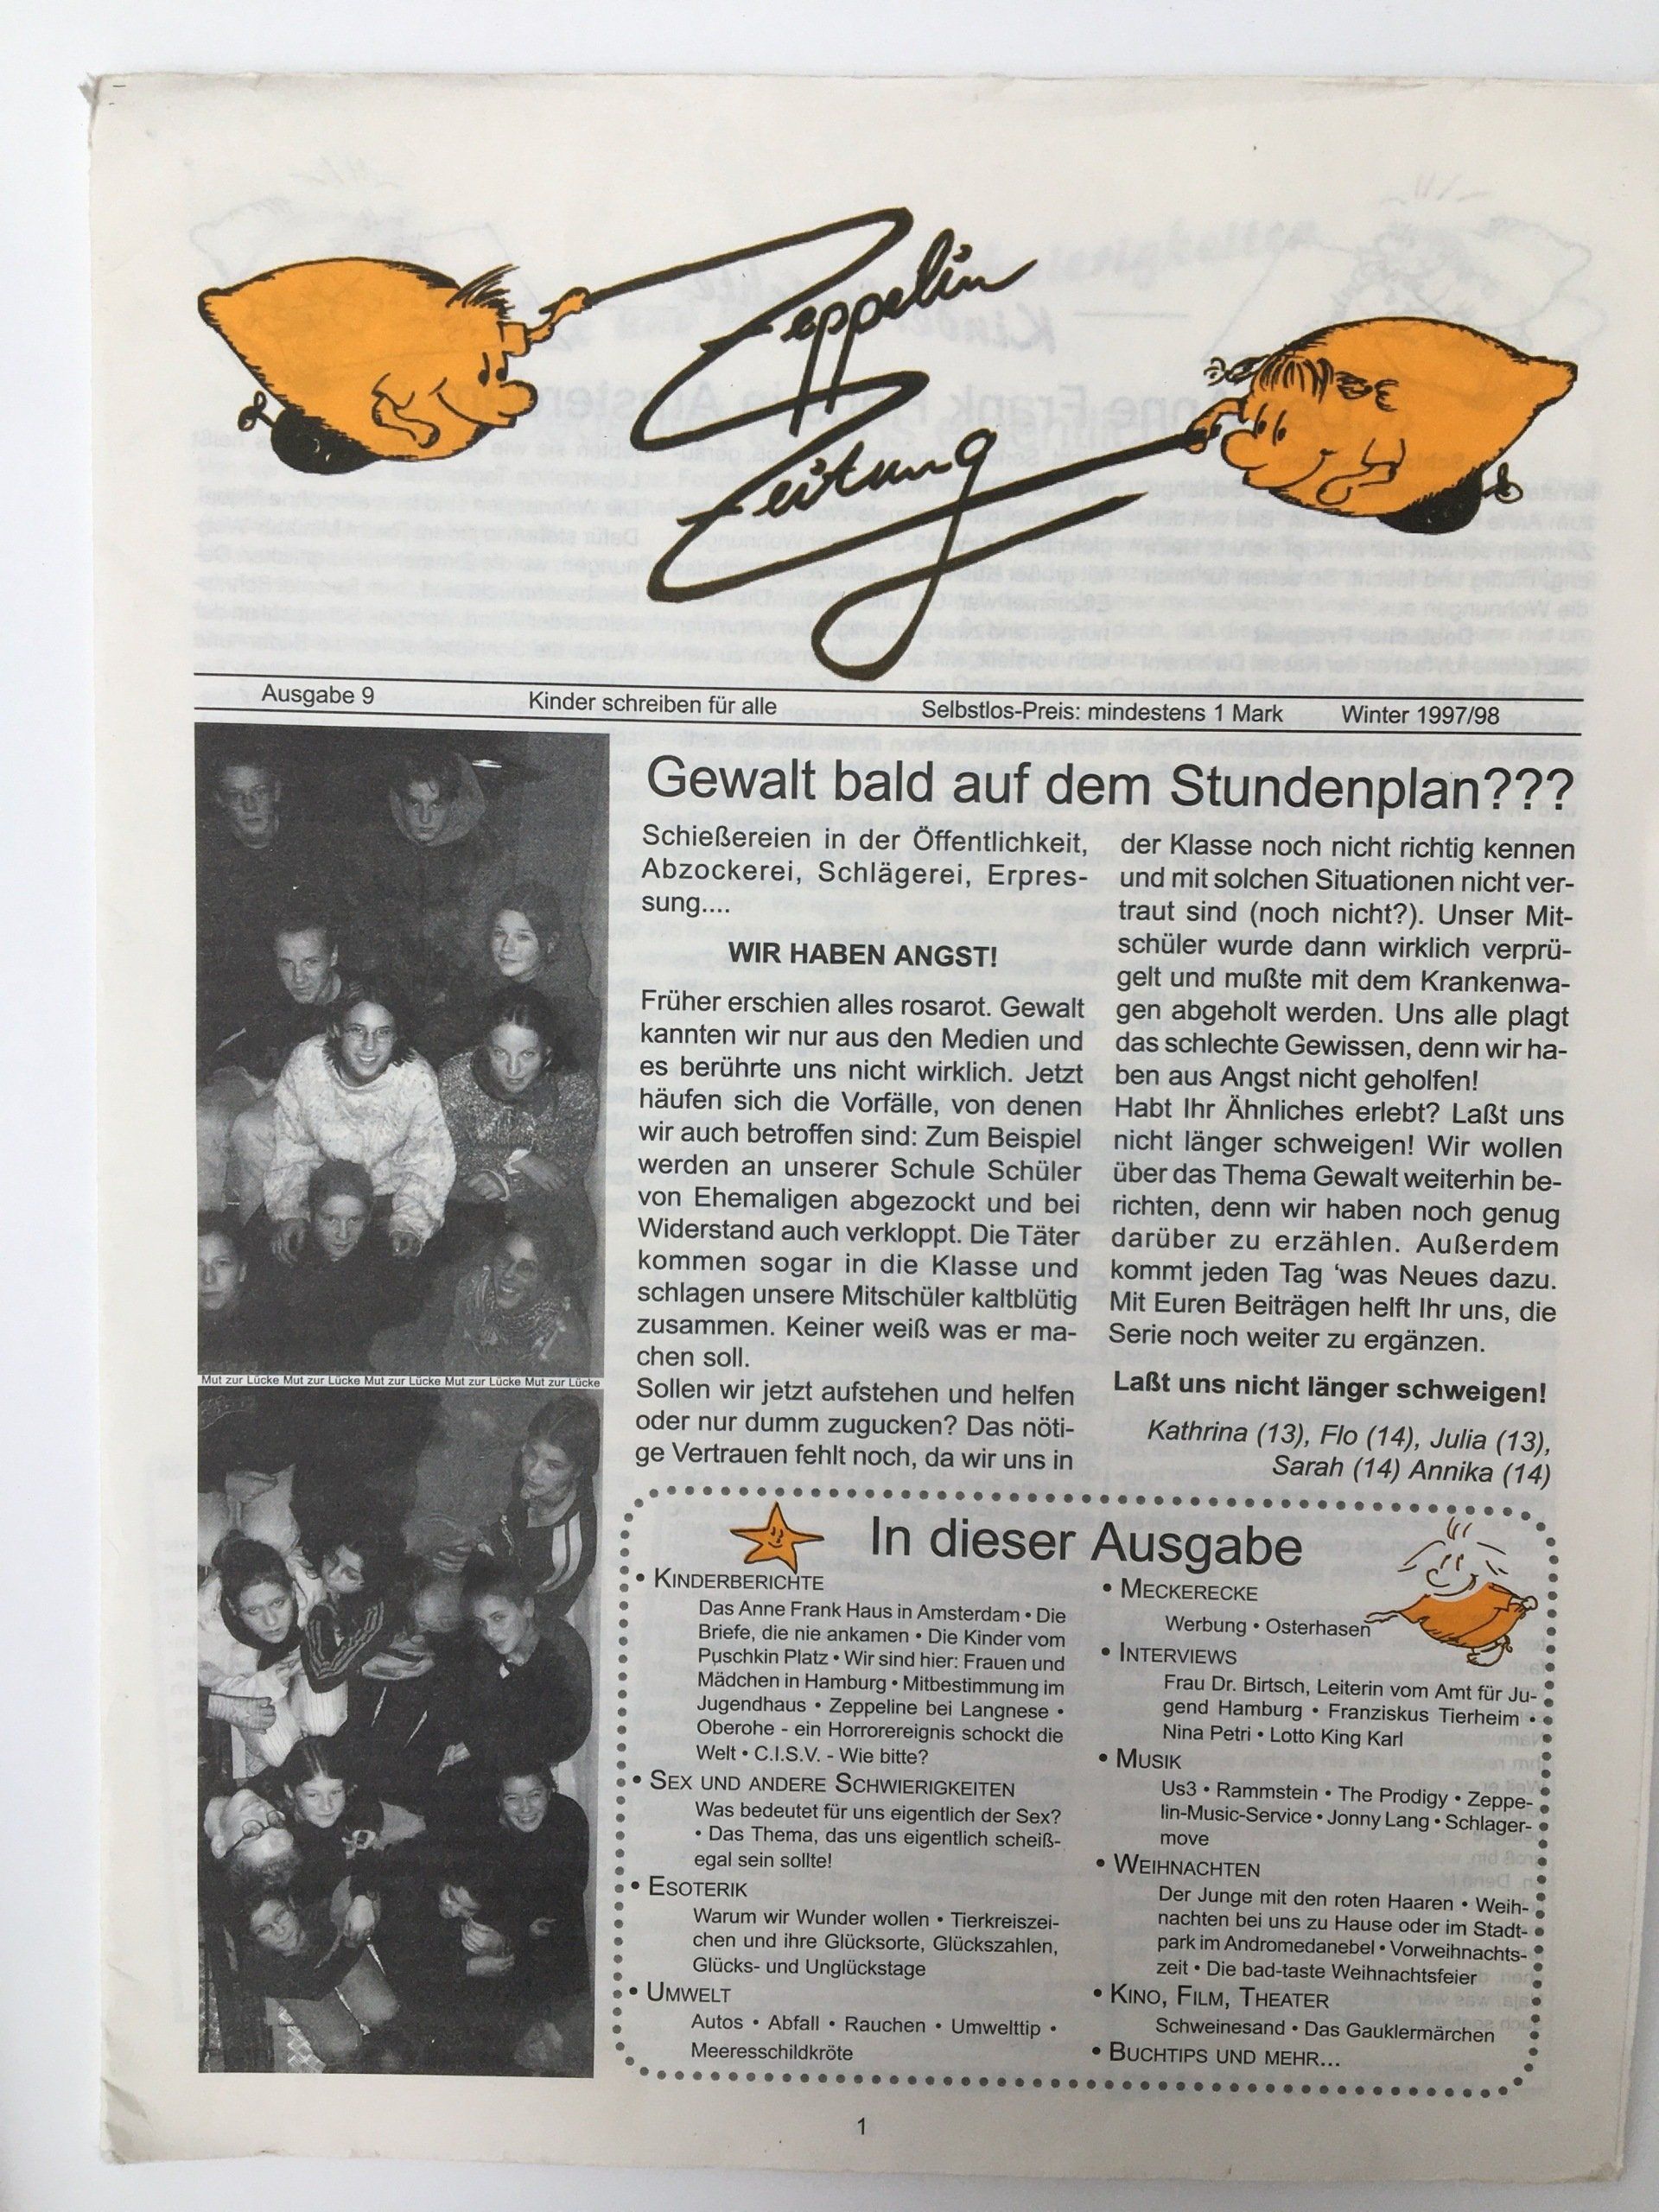 Zeppelin
Zeitung
Ausgabe 9 Kinder schreiben für alle Selbstlos-Preis: mindestens 1 Mark Winter 1997/98
Mut zur Lücke Mut zur Lücke Mut zur Lücke Mut zur Lücke Mut zur Lücke
Gewalt bald auf dem Stundenplan???
Schießereien in der Öffentlichkeit,
Abzockerei, Schlägerei, Erpres-
sung....
WIR HABEN ANGST!
Früher erschien alles rosarot. Gewalt
kannten wir nur aus den Medien und
es berührte uns nicht wirklich. Jetzt
häufen sich die Vorfälle, von denen
wir auch betroffen sind: Zum Beispiel
werden an unserer Schule Schüler
von Ehemaligen abgezockt und bei
Widerstand auch verkloppt. Die Täter
kommen sogar in die Klasse und
schlagen unsere Mitschüler kaltblütig
zusammen. Keiner weiß was er ma-
chen soll.
Sollen wir jetzt aufstehen und helfen
oder nur dumm zugucken? Das nöti-
ge Vertrauen fehlt noch, da wir uns in
der Klasse noch nicht richtig kennen
und mit solchen Situationen nicht ver-
traut sind (noch nicht?). Unser Mit-
schüler wurde dann wirklich verprü-
gelt und mußte mit dem Krankenwa-
gen abgeholt werden. Uns alle plagt
das schlechte Gewissen, denn wir ha-
ben aus Angst nicht geholfen!
Habt Ihr Ähnliches erlebt? Laßt uns
nicht länger schweigen! Wir wollen
über das Thema Gewalt weiterhin be-
richten, denn wir haben noch genug
darüber zu erzählen. Außerdem
kommt jeden Tag ‘was Neues dazu.
Mit Euren Beiträgen helft Ihr uns, die
Serie noch weiter zu ergänzen.
Laßt uns nicht länger schweigen!
Kathrina (13), Flo (14), Julia (13),
Sarah (14) Annika (14)
In dieser Ausgabe
• KINDERBERICHTE
Das Anne Frank Haus in Amsterdam • Die
Briefe, die nie ankamen • Die Kinder vom
Puschkin Platz • Wir sind hier: Frauen und
Mädchen in Hamburg • Mitbestimmung im
Jugendhaus • Zeppeline bei Langnese •
Oberohe - ein Horrorereignis schockt die
Welt • C.I.S.V. - Wie bitte?
• SEX UND ANDERE SCHWIERIGKEITEN
Was bedeutet für uns eigentlich der Sex?
• Das Thema, das uns eigentlich scheiß-
egal sein sollte!
• ESOTERIK
Warum wir Wunder wollen • Tierkreiszei-
chen und ihre Glücksorte, Glückszahlen,
Glücks- und Unglückstage
• UMWELT
Autos • Abfall • Rauchen • Umwelttip •
Meeresschildkröte
• MECKERECKE
Werbung • Osterhasen
• INTERVIEWS
Frau Dr. Birtsch, Leiterin vom Amt für Ju-
gend Hamburg • Franziskus Tierheim •
Nina Petri • Lotto King Karl
• MUSIK
Us3 • Rammstein • The Prodigy • Zeppe-
lin-Music-Service • Jonny Lang • Schlager-
move
• WEIHNACHTEN
Der Junge mit den roten Haaren • Weih-
nachten bei uns zu Hause oder im Stadt-
park im Andromedanebel • Vorweihnachts-
zeit • Die bad-taste Weihnachtsfeier
• KINO, FILM, THEATER
Schweinesand • Das Gauklermärchen
• BUCHTIPS UND MEHR...
1